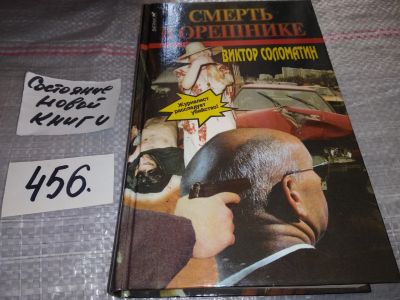 Состояние
новой
книги
456.
СМЕРТЬ
В ОРЕШНИКЕ
ВИКТОР СОЛОМАТИН
Журналист
расследует
убийство!